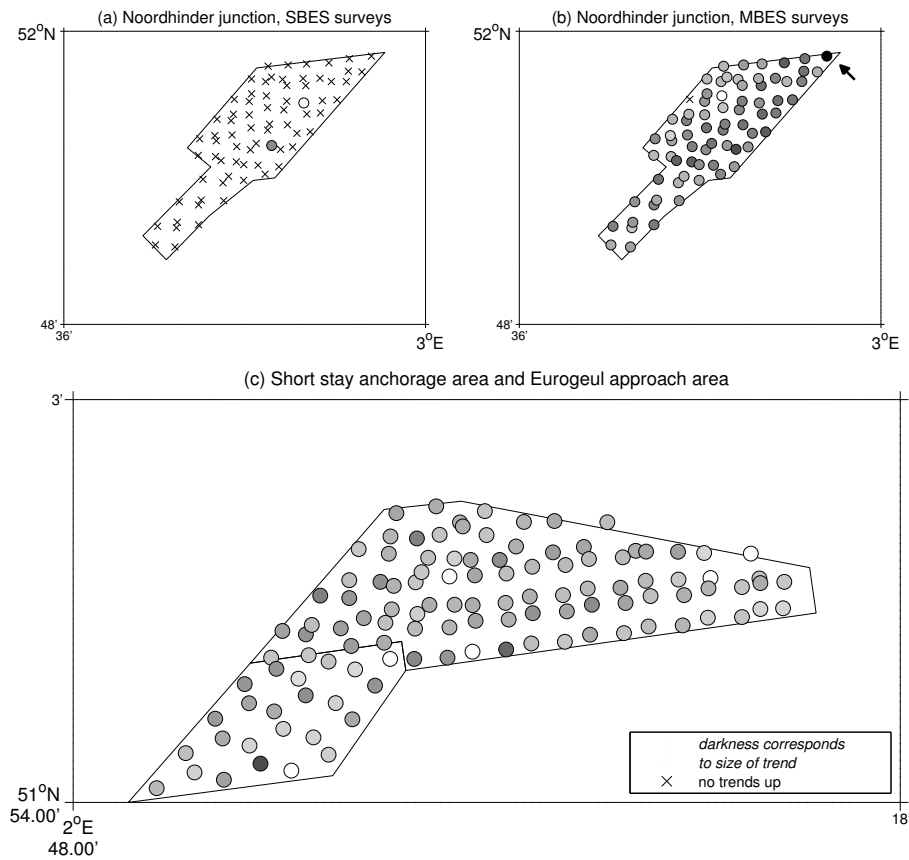 (a) Noordhinder junction, SBES surveys
(b) Noordhinder junction, MBES surveys
52°N
52°N
48'
36'
3°E
48'
36'
3°E
(c) Short stay anchorage area and Eurogeul approach area
3'
darkness corresponds
to size of trend
no trends up
51°N
54.00'
2°E
48.00'
18